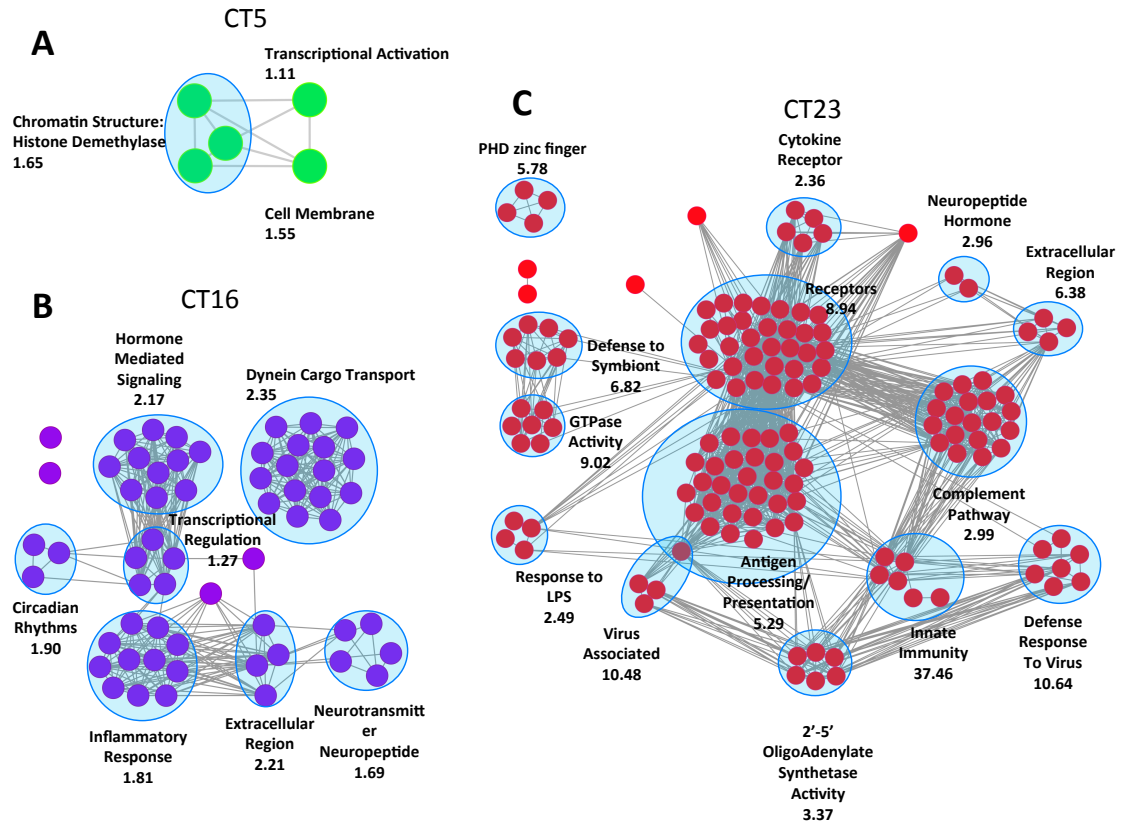 A
CT5
Transcriptional Activation
1.11
Chromatin Structure:
Histone Demethylase
1.65
Cell Membrane
1.55
B
CT16
Hormone
Mediated
Signaling
2.17
Dynein Cargo Transport
2.35
Transcriptional
Regulation
1.27
Circadian
Rhythms
1.90
Inflammatory
Response
1.81
Extracellular
Region
2.21
Neurotransmitt
er
Neuropeptide
1.69
C
CT23
PHD zinc finger
5.78
Cytokine
Receptor
2.36
Neuropeptide
Hormone
2.96
Extracellular
Region
6.38
Receptors
8.94
Defense to
Symbiont
6.82
GTPase
Activity
9.02
Complement
Pathway
2.99
Response to
LPS
2.49
Virus
Associated
10.48
Antigen
Processing/
Presentation
5.29
Innate
Immunity
37.46
Defense
Response
To Virus
10.64
2’-5’
OligoAdenylate
Synthetase
Activity
3.37